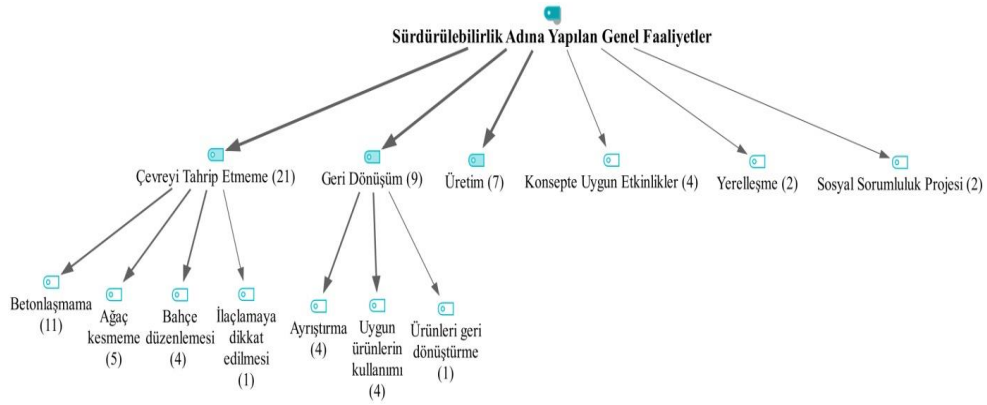 Sürdürülebilirlik Adına Yapılan Genel Faaliyetler
Çevreyi Tahrip Etmeme (21)
Geri Dönüşüm (9)
Üretim (7)
Konsepte Uygun Etkinlikler (4)
Yerelleşme (2)
Sosyal Sorumluluk Projesi (2)
Betonlaşmama
(11)
Ağaç
kesmeme
(5)
Bahçe
düzenlemesi
(4)
İlaçlamaya
dikkat
edilmesi
(1)
Ayrıştırma
(4)
Uygun
ürünlerin
kullanımı
(4)
Ürünleri geri
dönüştürme
(1)